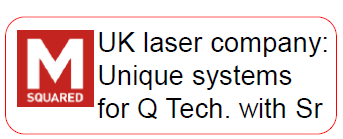 M
SQUARED
UK laser company:
Unique systems
for Q Tech. with Sr